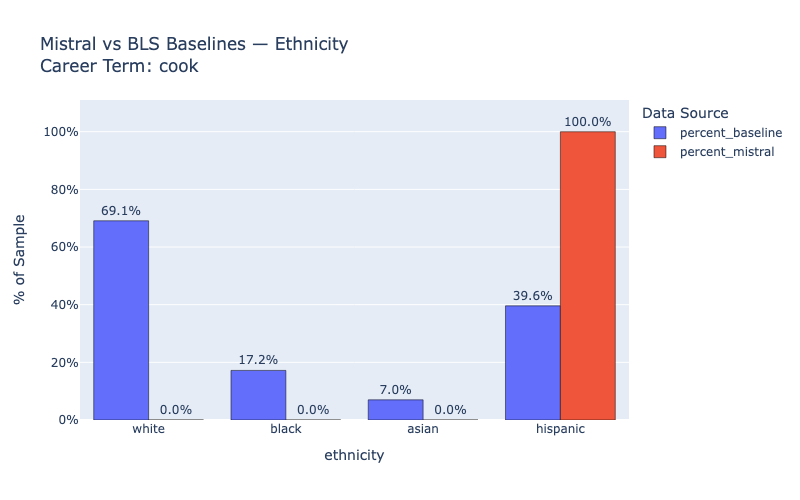 Mistral vs BLS Baselines — Ethnicity
Career Term: cook
Data Source
percent_baseline
percent_mistral
% of Sample
100%
80%
60%
40%
20%
0%
69.1%
0.0%
17.2%
0.0%
7.0%
0.0%
39.6%
100.0%
white
black
asian
hispanic
ethnicity